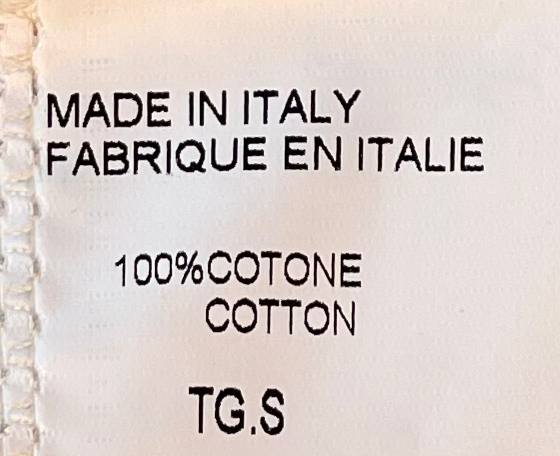 MADE IN ITALY
FABRIQUE EN ITALIE
100%COTONE
COTTON
TG.S